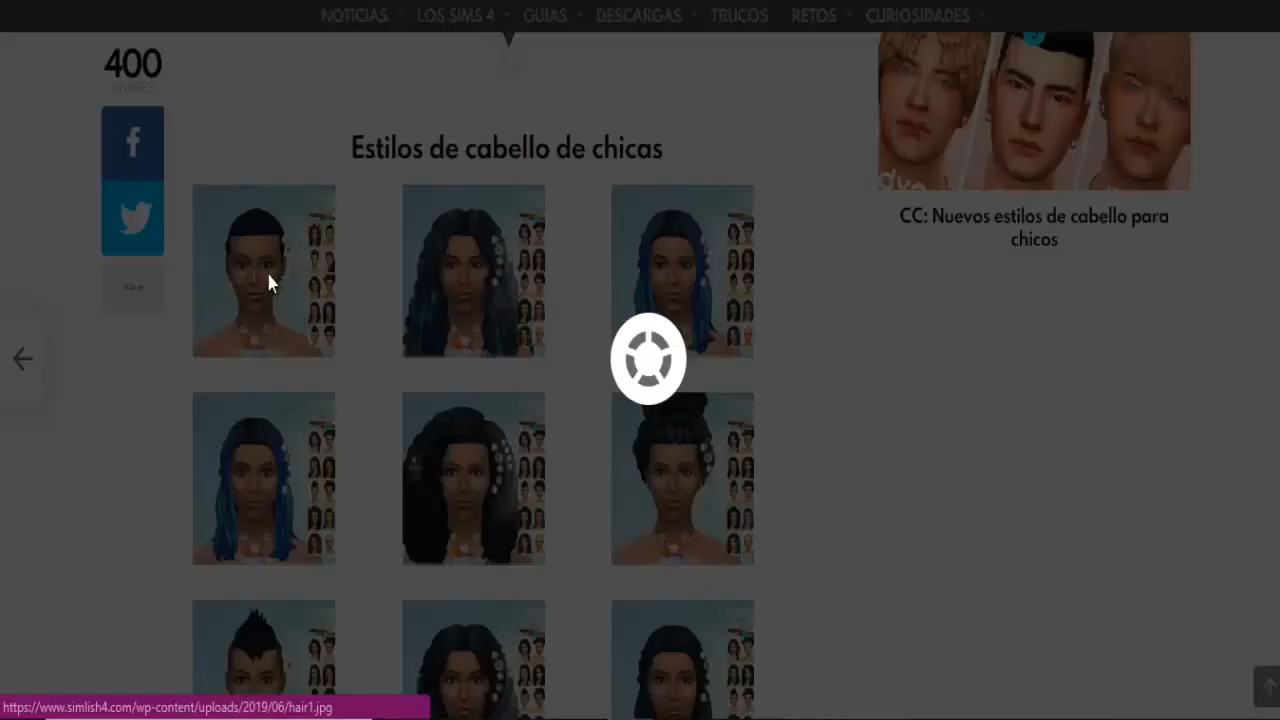 NOTICIAS
LOS SIMS 4
GUÍAS
DESCARGAS
TRUCOS
RETOS
CURIOSIDADES
400
SHARES
Estilos de cabello de chicas
CC: Nuevos estilos de cabello para
chicos
https://www.simlish4.com/wp-content/uploads/2019/06/hair1.jpg